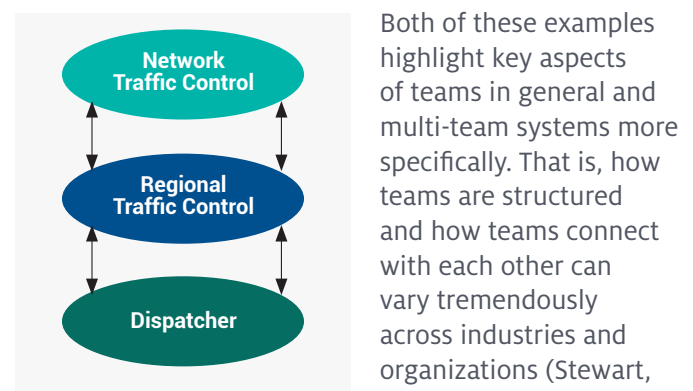 Network
Traffic Control
Regional
Traffic Control
Dispatcher
Both of these examples
highlight key aspects
of teams in general and
multi-team systems more
specifically. That is, how
teams are structured
and how teams connect
with each other can
vary tremendously
across industries and
organizations (Stewart,